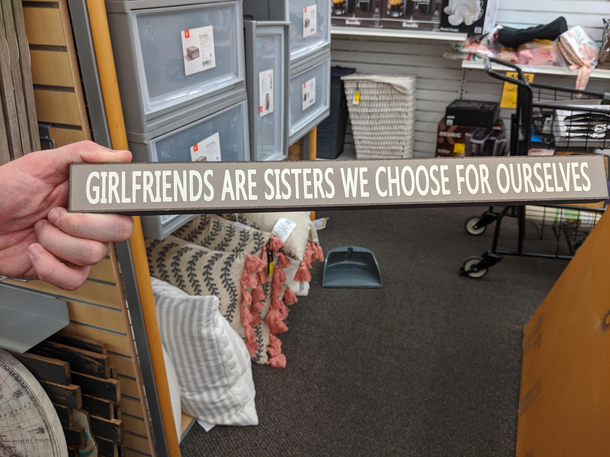 GIRLFRIENDS ARE SISTERS WE CHOOSE FOR OURSELVES